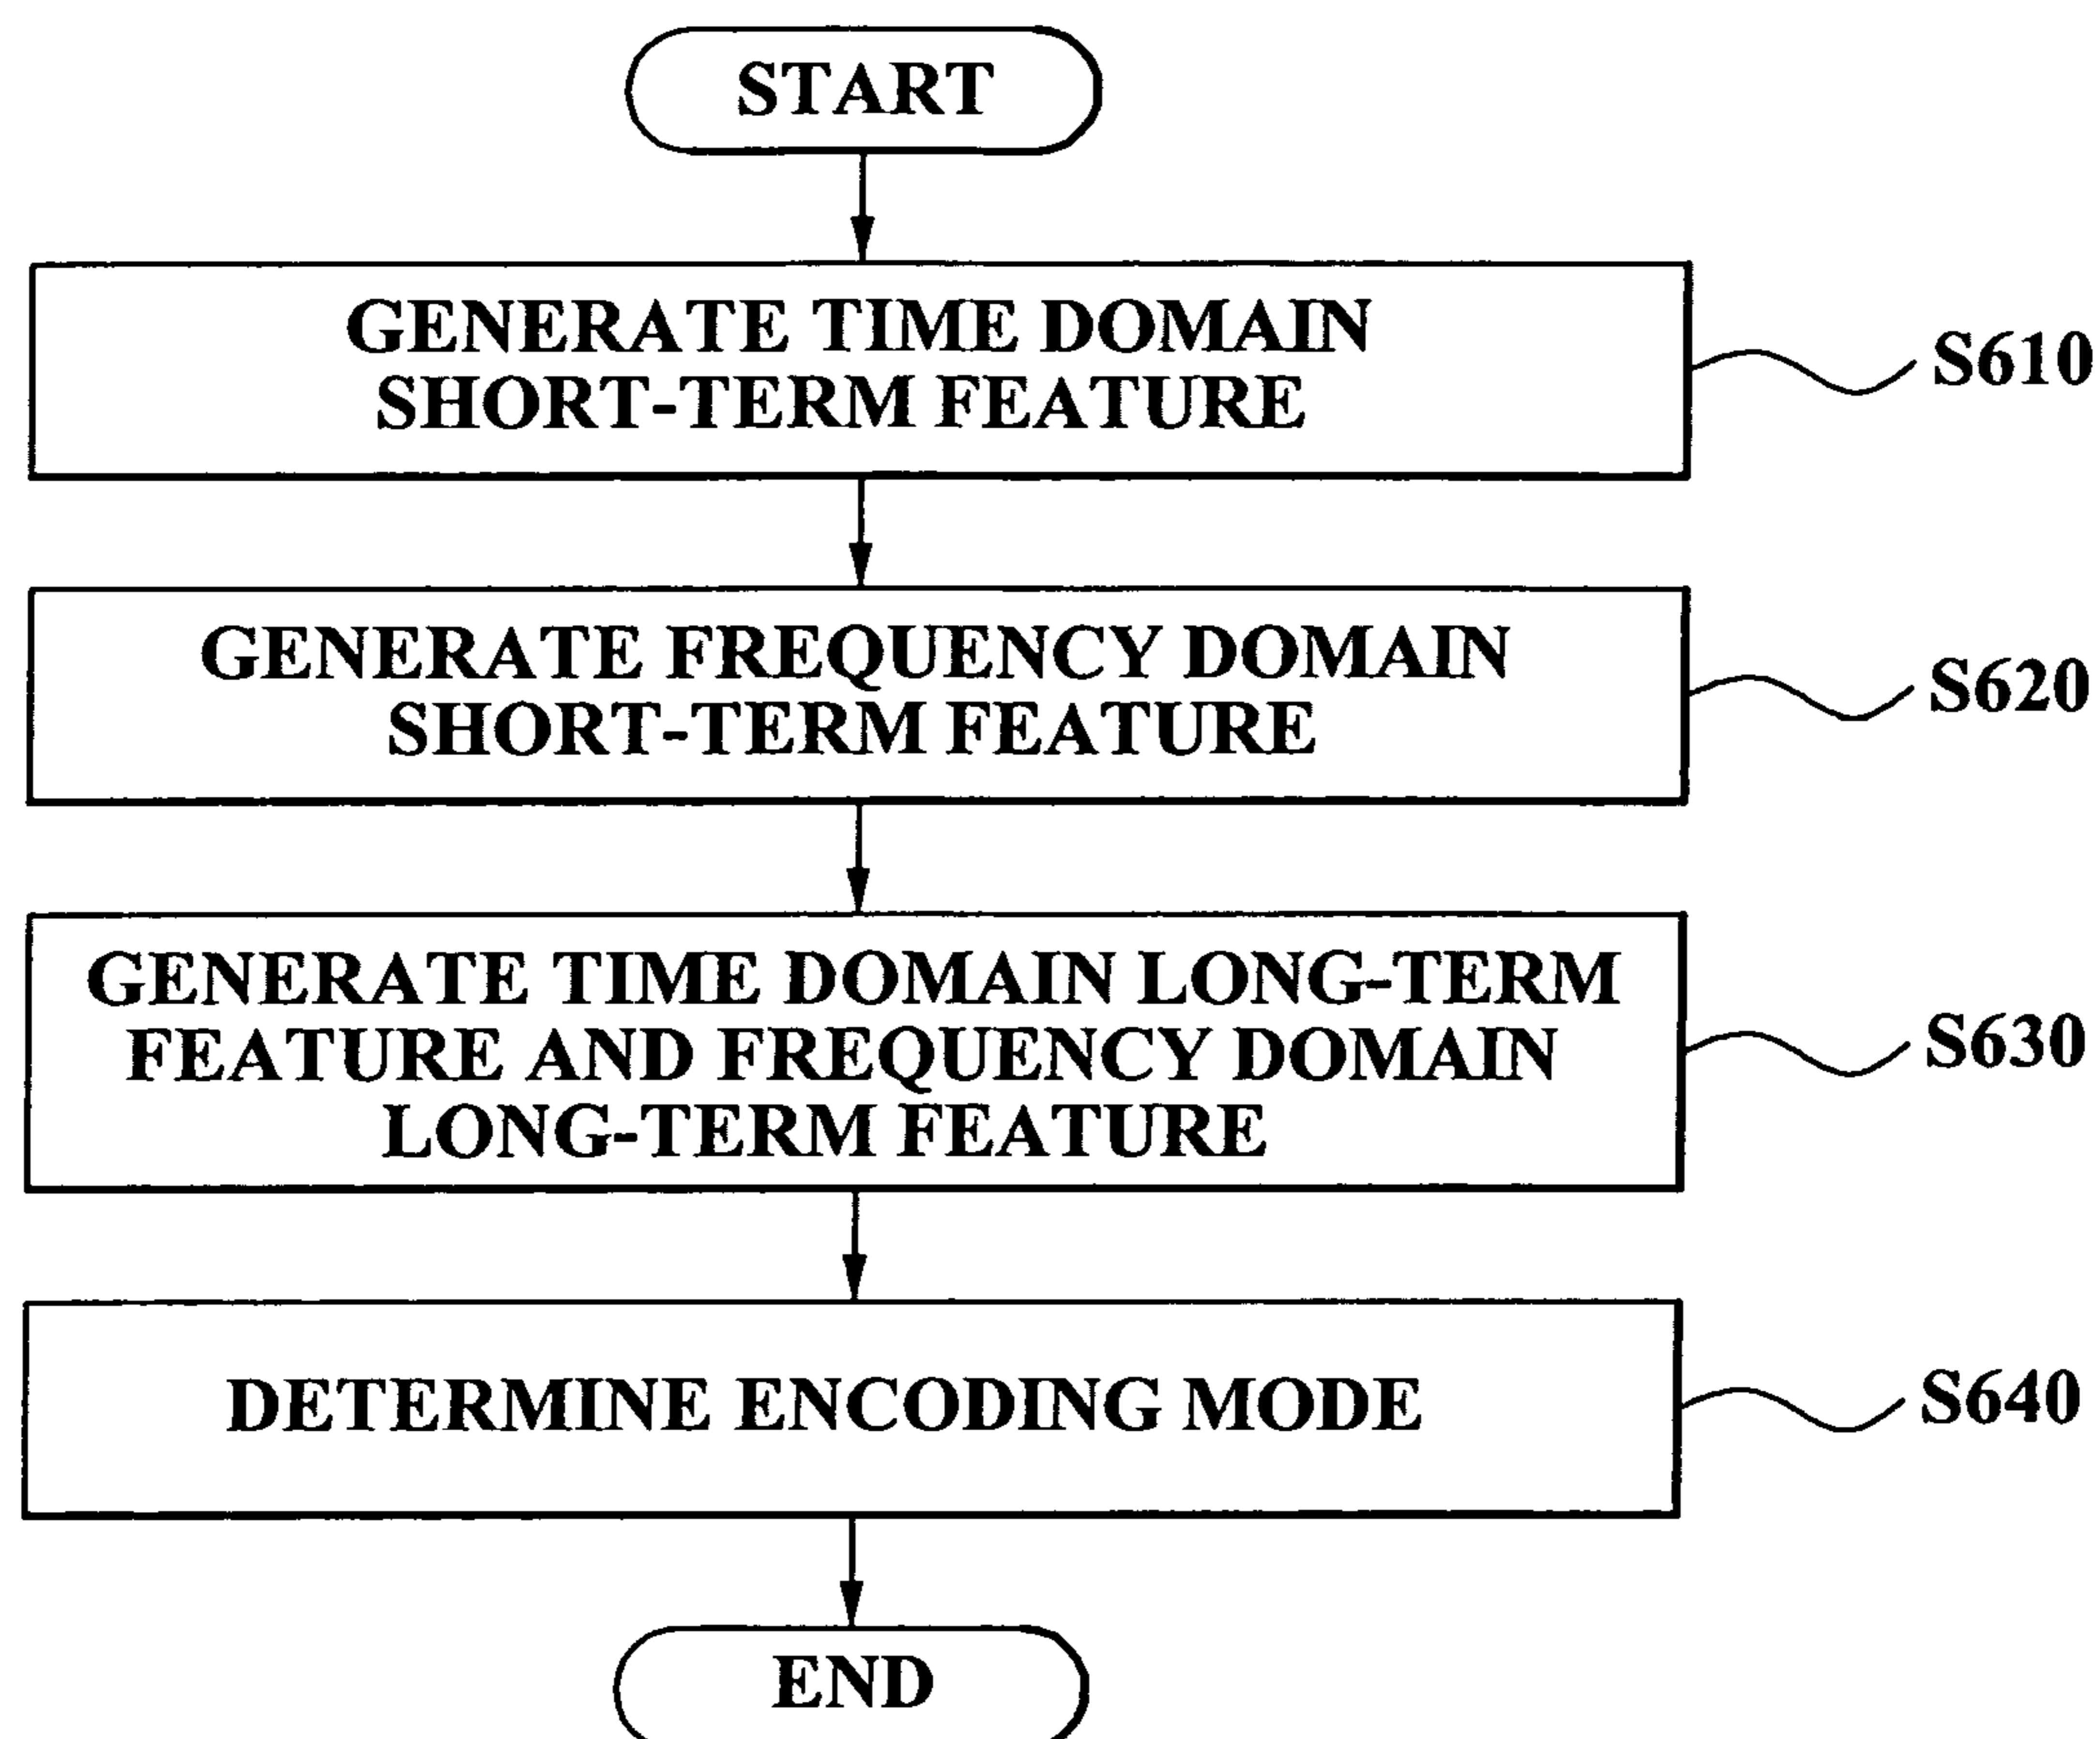 START
GENERATE TIME DOMAIN
SHORT-TERM FEATURE
S610
GENERATE FREQUENCY DOMAIN
SHORT-TERM FEATURE
S620
GENERATE TIME DOMAIN LONG-TERM
FEATURE AND FREQUENCY DOMAIN
LONG-TERM FEATURE
S630
DETERMINE ENCODING MODE
S640
END